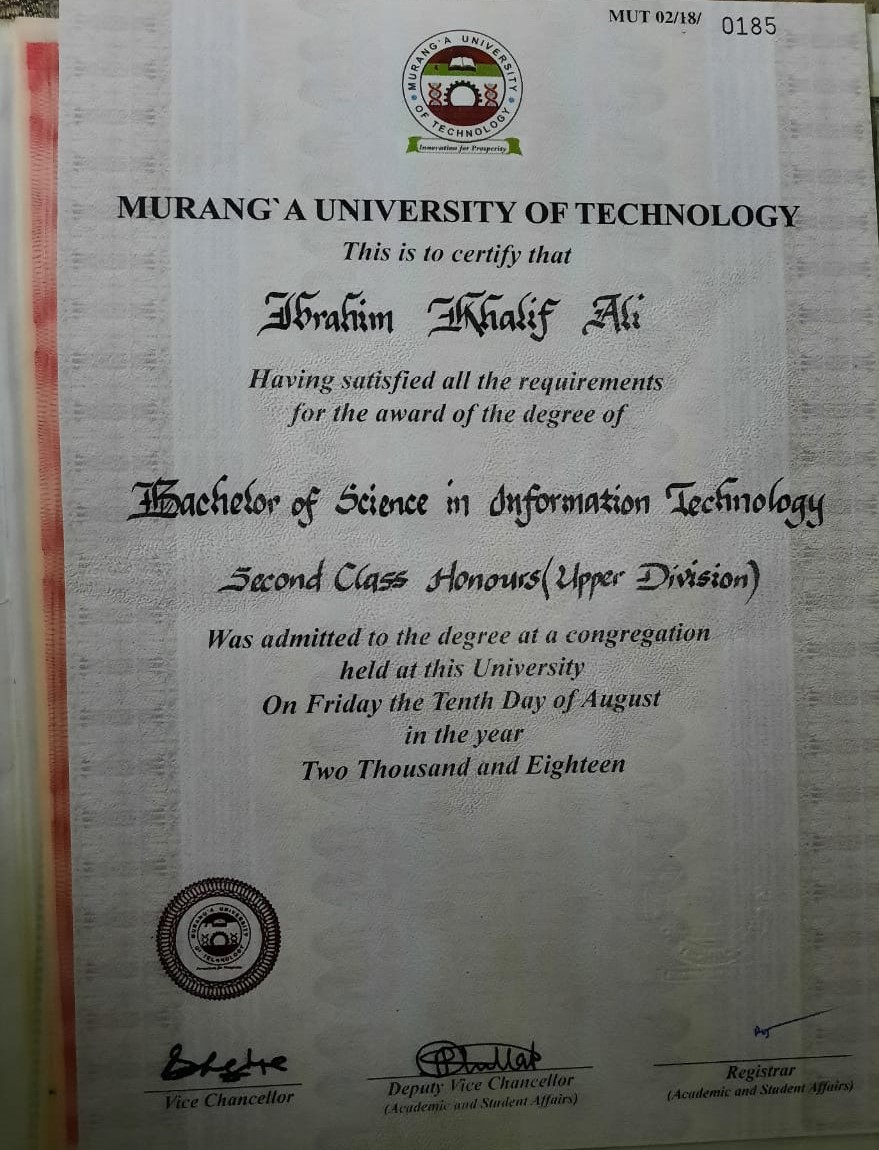 MUT 02/18/ 0185
MURANG'A UNIVERSITY OF TECHNOLOGY
Innovation for Prosperity
MURANG`A UNIVERSITY OF TECHNOLOGY
This is to certify that
Ibrahim Khalif Ali
Having satisfied all the requirements
for the award of the degree of
Bachelor of Science in Information Technology
Second Class Honours(Upper Division)
Was admitted to the degree at a congregation
held at this University
On Friday the Tenth Day of August
in the year
Two Thousand and Eighteen
MURANG'A UNIVERSITY OF TECHNOLOGY
Innovation for Prosperity
Vice Chancellor
Deputy Vice Chancellor
(Academic and Student Affairs)
Registrar
(Academic and Student Affairs)